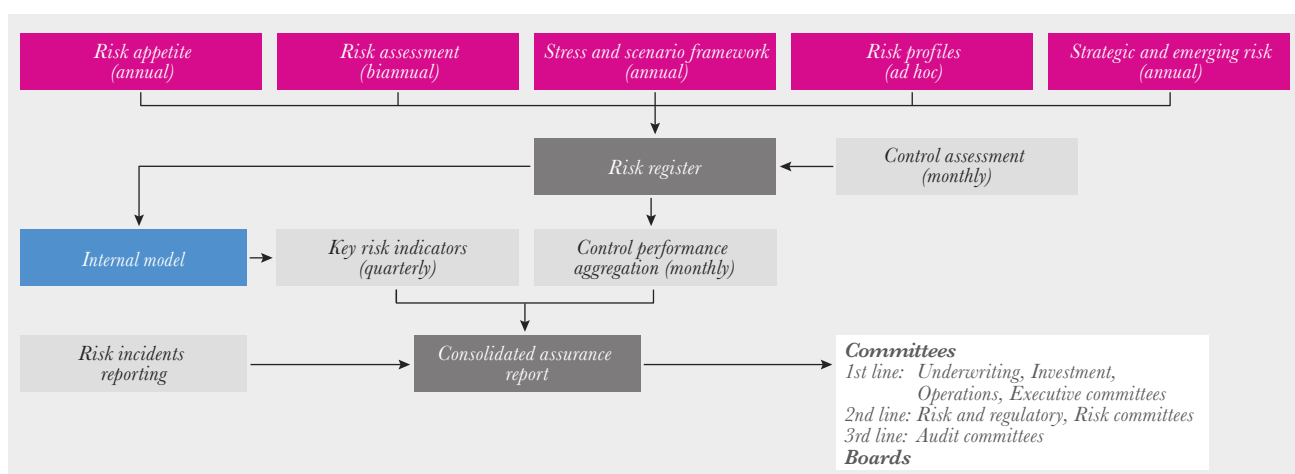 Risk appetite
(annual)
Risk assessment
(biannual)
Stress and scenario framework
(annual)
Risk profiles
(ad hoc)
Strategic and emerging risk
(annual)
Risk register
Control assessment
(monthly)
Internal model
Key risk indicators
(quarterly)
Control performance
aggregation (monthly)
Risk incidents
reporting
Consolidated assurance
report
Committees
1st line: Underwriting, Investment,
Operations, Executive committees
2nd line: Risk and regulatory, Risk committees
3rd line: Audit committees
Boards